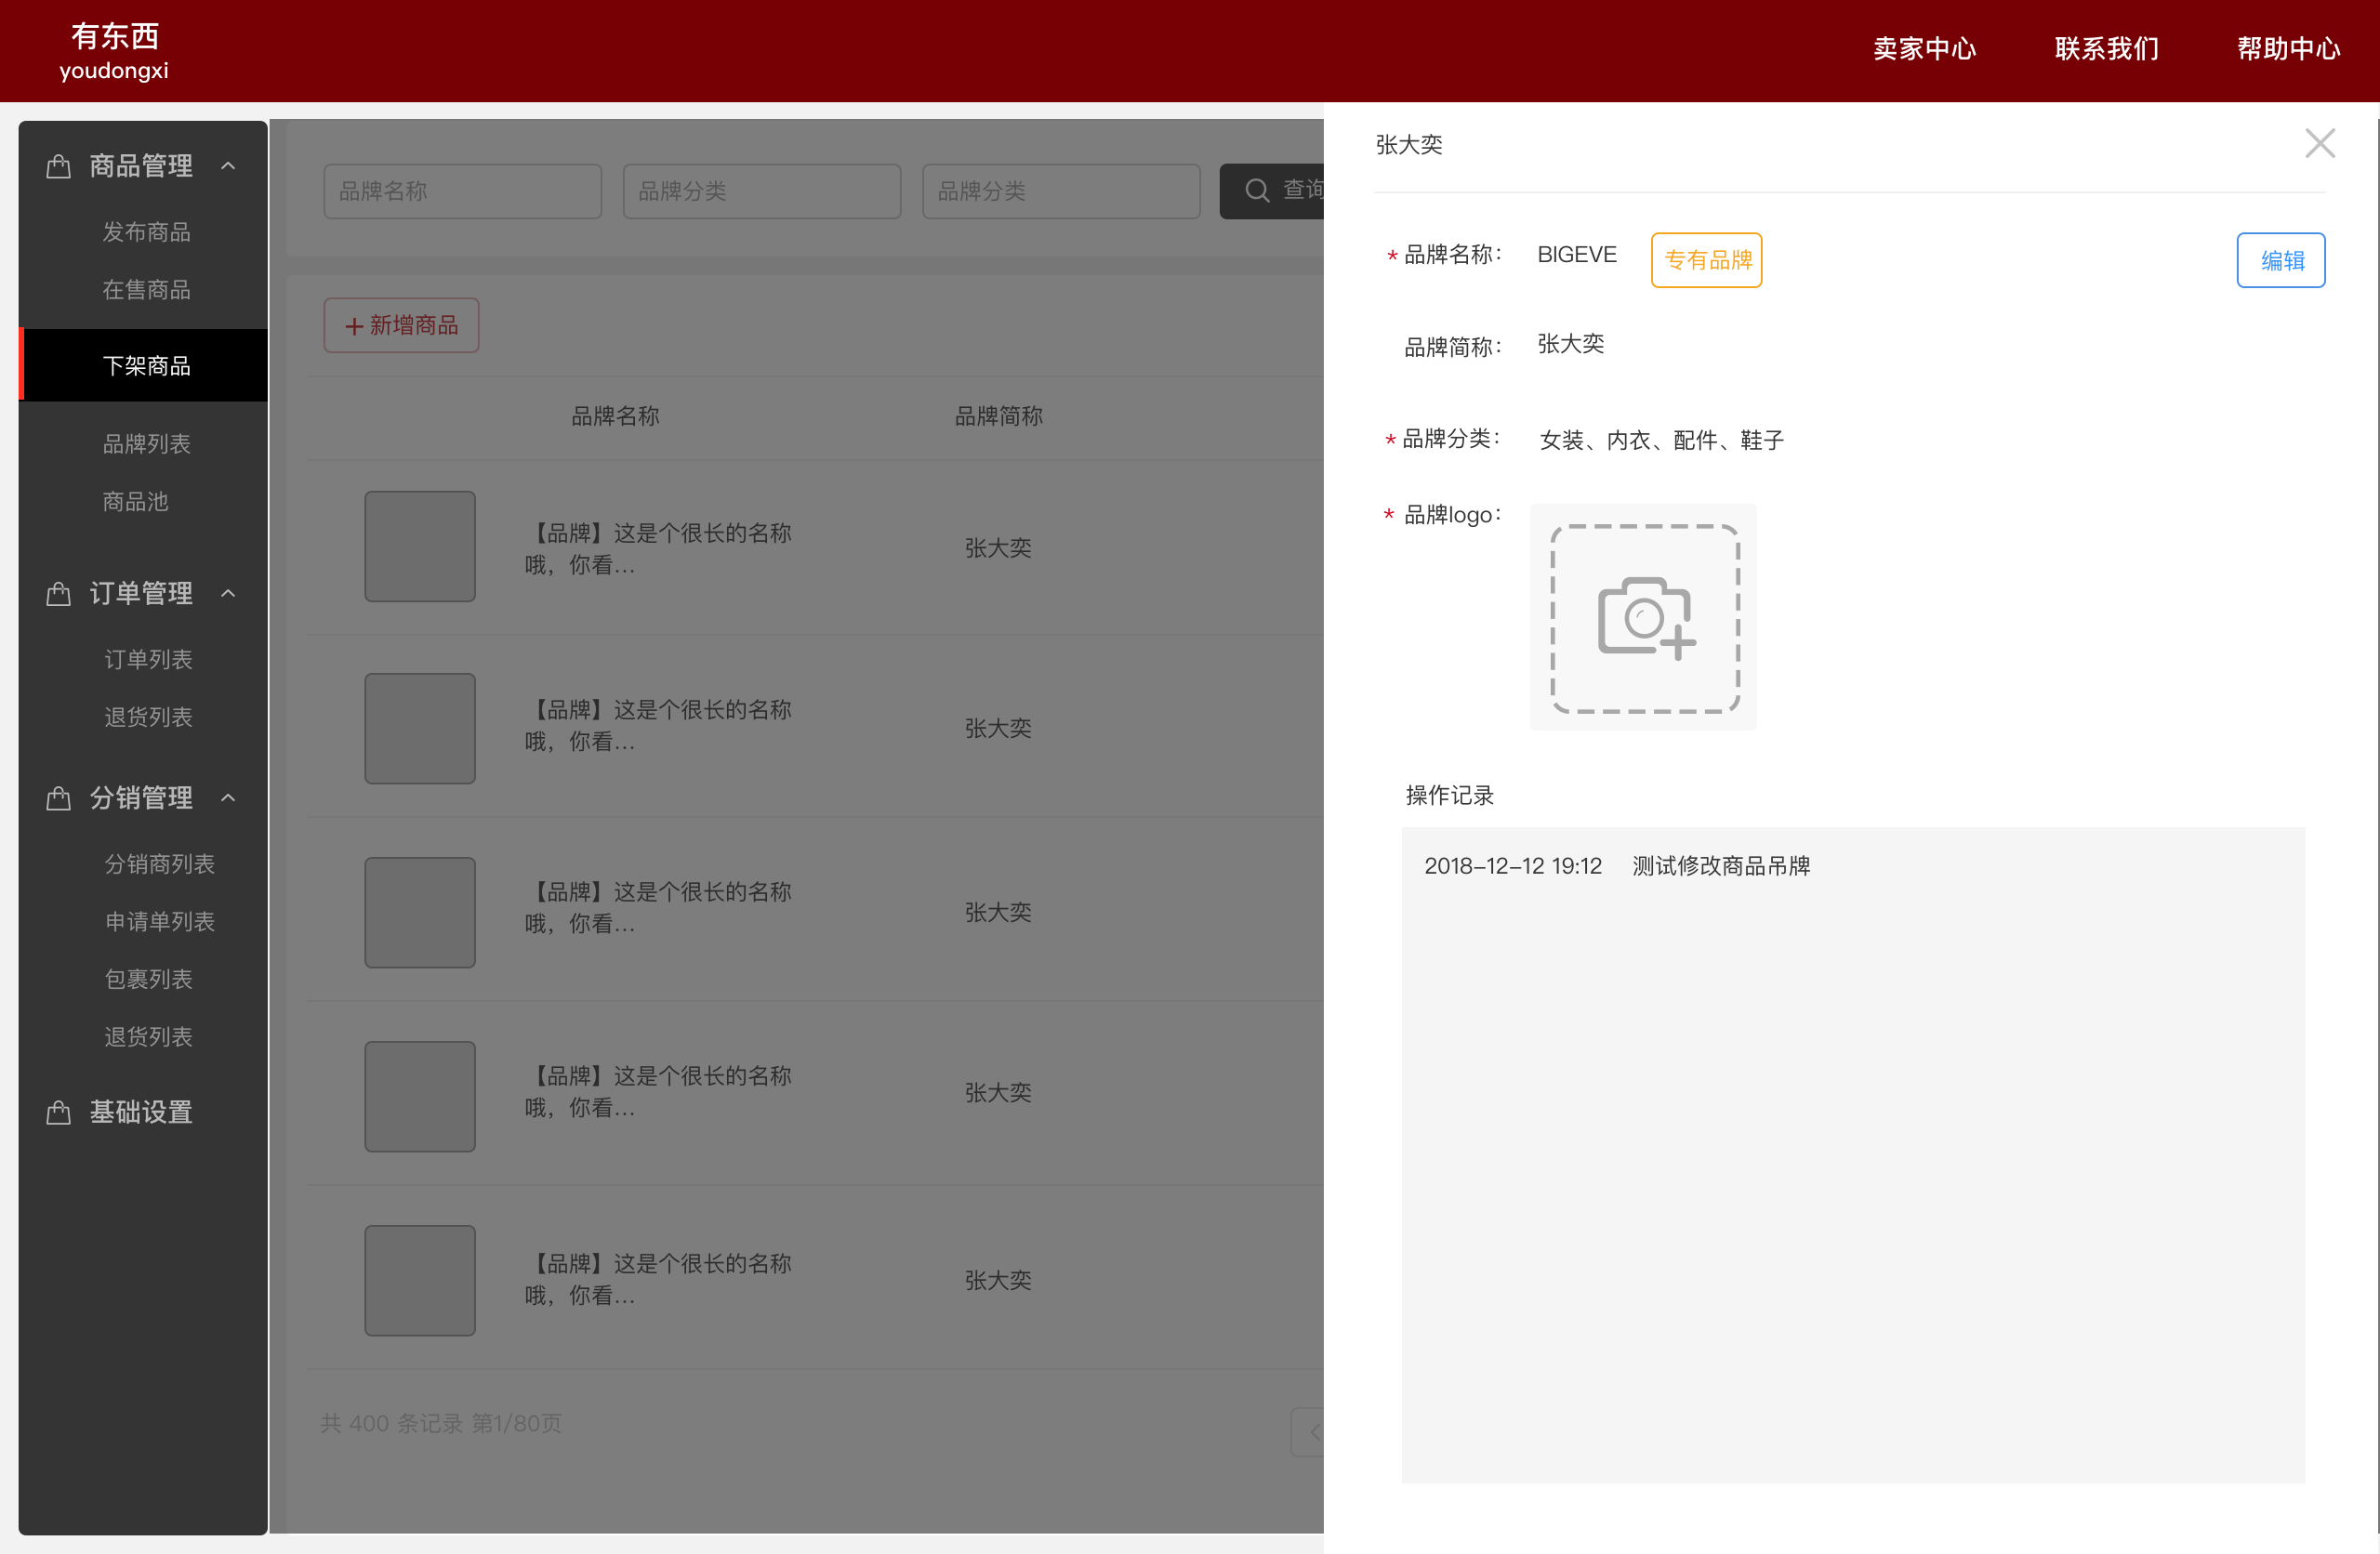 有东西
youdongxi
卖家中心
联系我们
帮助中心
商品管理
发布商品
在售商品
下架商品
品牌列表
商品池
订单管理
订单列表
退货列表
分销管理
分销商列表
申请单列表
包裹列表
退货列表
基础设置
品牌名称
品牌分类
品牌分类
查询
新增商品
品牌名称
品牌简称
【品牌】这是个很长的名称
哦，你看...
张大奕
【品牌】这是个很长的名称
哦，你看...
张大奕
【品牌】这是个很长的名称
哦，你看...
张大奕
【品牌】这是个很长的名称
哦，你看...
张大奕
【品牌】这是个很长的名称
哦，你看...
张大奕
共 400 条记录 第1/80页
张大奕
* 品牌名称： BIGEVE 专有品牌
编辑
品牌简称： 张大奕
* 品牌分类： 女装、内衣、配件、鞋子
* 品牌logo：
操作记录
2018-12-12 19:12 测试修改商品吊牌